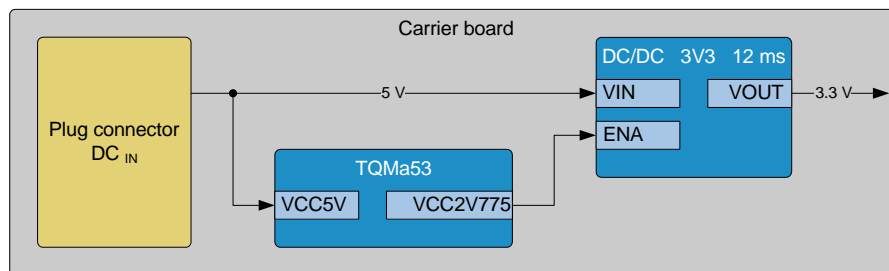 Carrier board
Plug connector
DC IN
5 V
DC/DC 3V3 12 ms
VIN
VOUT
3.3 V
ENA
TQMa53
VCC5V
VCC2V775